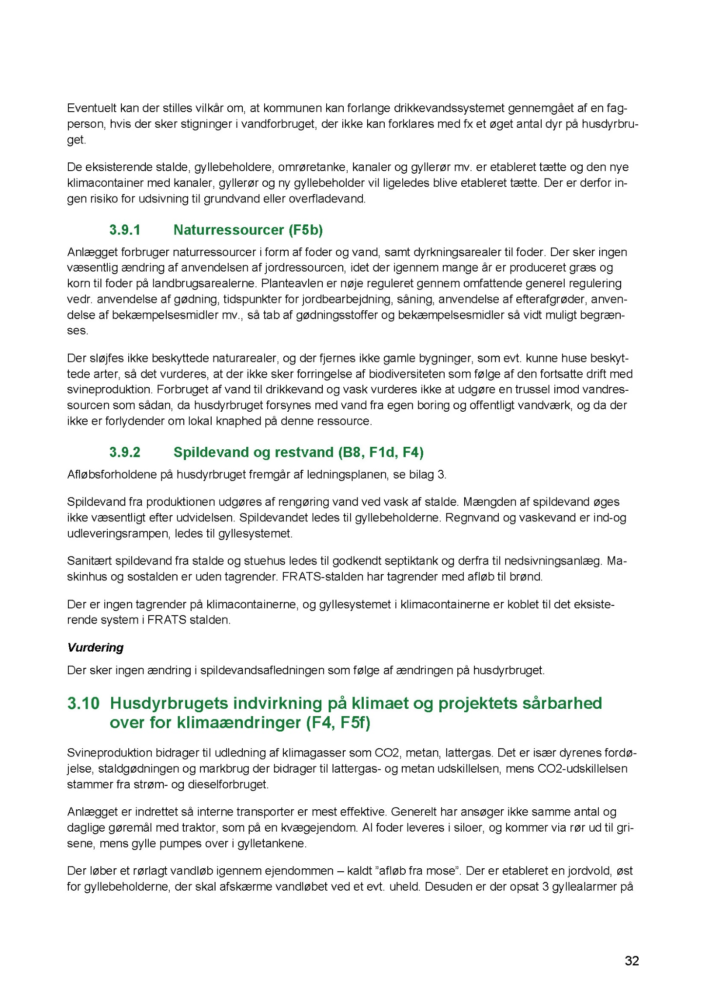 Eventuelt kan der stilles vilkår om, at kommunen kan forlange drikkevandssystemet gennemgået af en fag-
person, hvis der sker stigninger i vandforbruget, der ikke kan forklares med fx et øget antal dyr på husdyrbru-
get.
De eksisterende stalde, gyllebeholdere, omrøretanke, kanaler og gyllerør mv. er etableret tætte og den nye
klimacontainer med kanaler, gyllerør og ny gyllebeholder vil ligeledes blive etableret tætte. Der er derfor in-
gen risiko for udsivning til grundvand eller overfladevand.
3.9.1 Naturressourcer (F5b)
Anlægget forbruger naturressourcer i form af foder og vand, samt dyrkningsarealer til foder. Der sker ingen
væsentlig ændring af anvendelsen af jordressourcen, idet der igennem mange år er produceret græs og
korn til foder på landbrugsarealerne. Planteavlen er nøje reguleret gennem omfattende generel regulering
vedr. anvendelse af gødning, tidspunkter for jordbearbejdning, såning, anvendelse af efterafgrøder, anven-
delse af bekæmpelsesmidler mv., så tab af gødningsstoffer og bekæmpelsesmidler så vidt muligt begræn-
ses.
Der sløjfes ikke beskyttede naturarealer, og der fjernes ikke gamle bygninger, som evt. kunne huse beskyt-
tede arter, så det vurderes, at der ikke sker forringelse af biodiversiteten som følge af den fortsatte drift med
svineproduktion. Forbruget af vand til drikkevand og vask vurderes ikke at udgøre en trussel imod vandres-
sourcen som sådan, da husdyrbruget forsynes med vand fra egen boring og offentligt vandværk, og da der
ikke er forlydender om lokal knaphed på denne ressource.
3.9.2 Spildevand og restvand (B8, F1d, F4)
Afløbsforholdene på husdyrbruget fremgår af ledningsplanen, se bilag 3.
Spildevand fra produktionen udgøres af rengøring vand ved vask af stalde. Mængden af spildevand øges
ikke væsentligt efter udvidelsen. Spildevandet ledes til gyllebeholderne. Regnvand og vaskevand er ind-og
udleveringsrampen, ledes til gyllesystemet.
Sanitært spildevand fra stalde og stuehus ledes til godkendt septiktank og derfra til nedsivningsanlæg. Ma-
skinhus og sostalden er uden tagrender. FRATS-stalden har tagrender med afløb til brønd.
Der er ingen tagrender på klimacontainerne, og gyllesystemet i klimacontainerne er koblet til det eksiste-
rende system i FRATS stalden.
Vurdering
Der sker ingen ændring i spildevandsafledningen som følge af ændringen på husdyrbruget.
3.10 Husdyrbrugets indvirkning på klimaet og projektets sårbarhed
over for klimaændringer (F4, F5f)
Svineproduktion bidrager til udledning af klimagasser som CO2, metan, lattergas. Det er især dyrenes fordø-
jelse, staldgødningen og markbrug der bidrager til lattergas- og metan udskillelsen, mens CO2-udskillelsen
stammer fra strøm- og dieselforbruget.
Anlægget er indrettet så interne transporter er mest effektive. Generelt har ansøger ikke samme antal og
daglige gøremål med traktor, som på en kvægejendom. Al foder leveres i siloer, og kommer via rør ud til gri-
sene, mens gylle pumpes over i gylletankene.
Der løber et rørlagt vandløb igennem ejendommen – kaldt ”afløb fra mose”. Der er etableret en jordvold, øst
for gyllebeholderne, der skal afskærme vandløbet ved et evt. uheld. Desuden er der opsat 3 gyllealarmer på
32